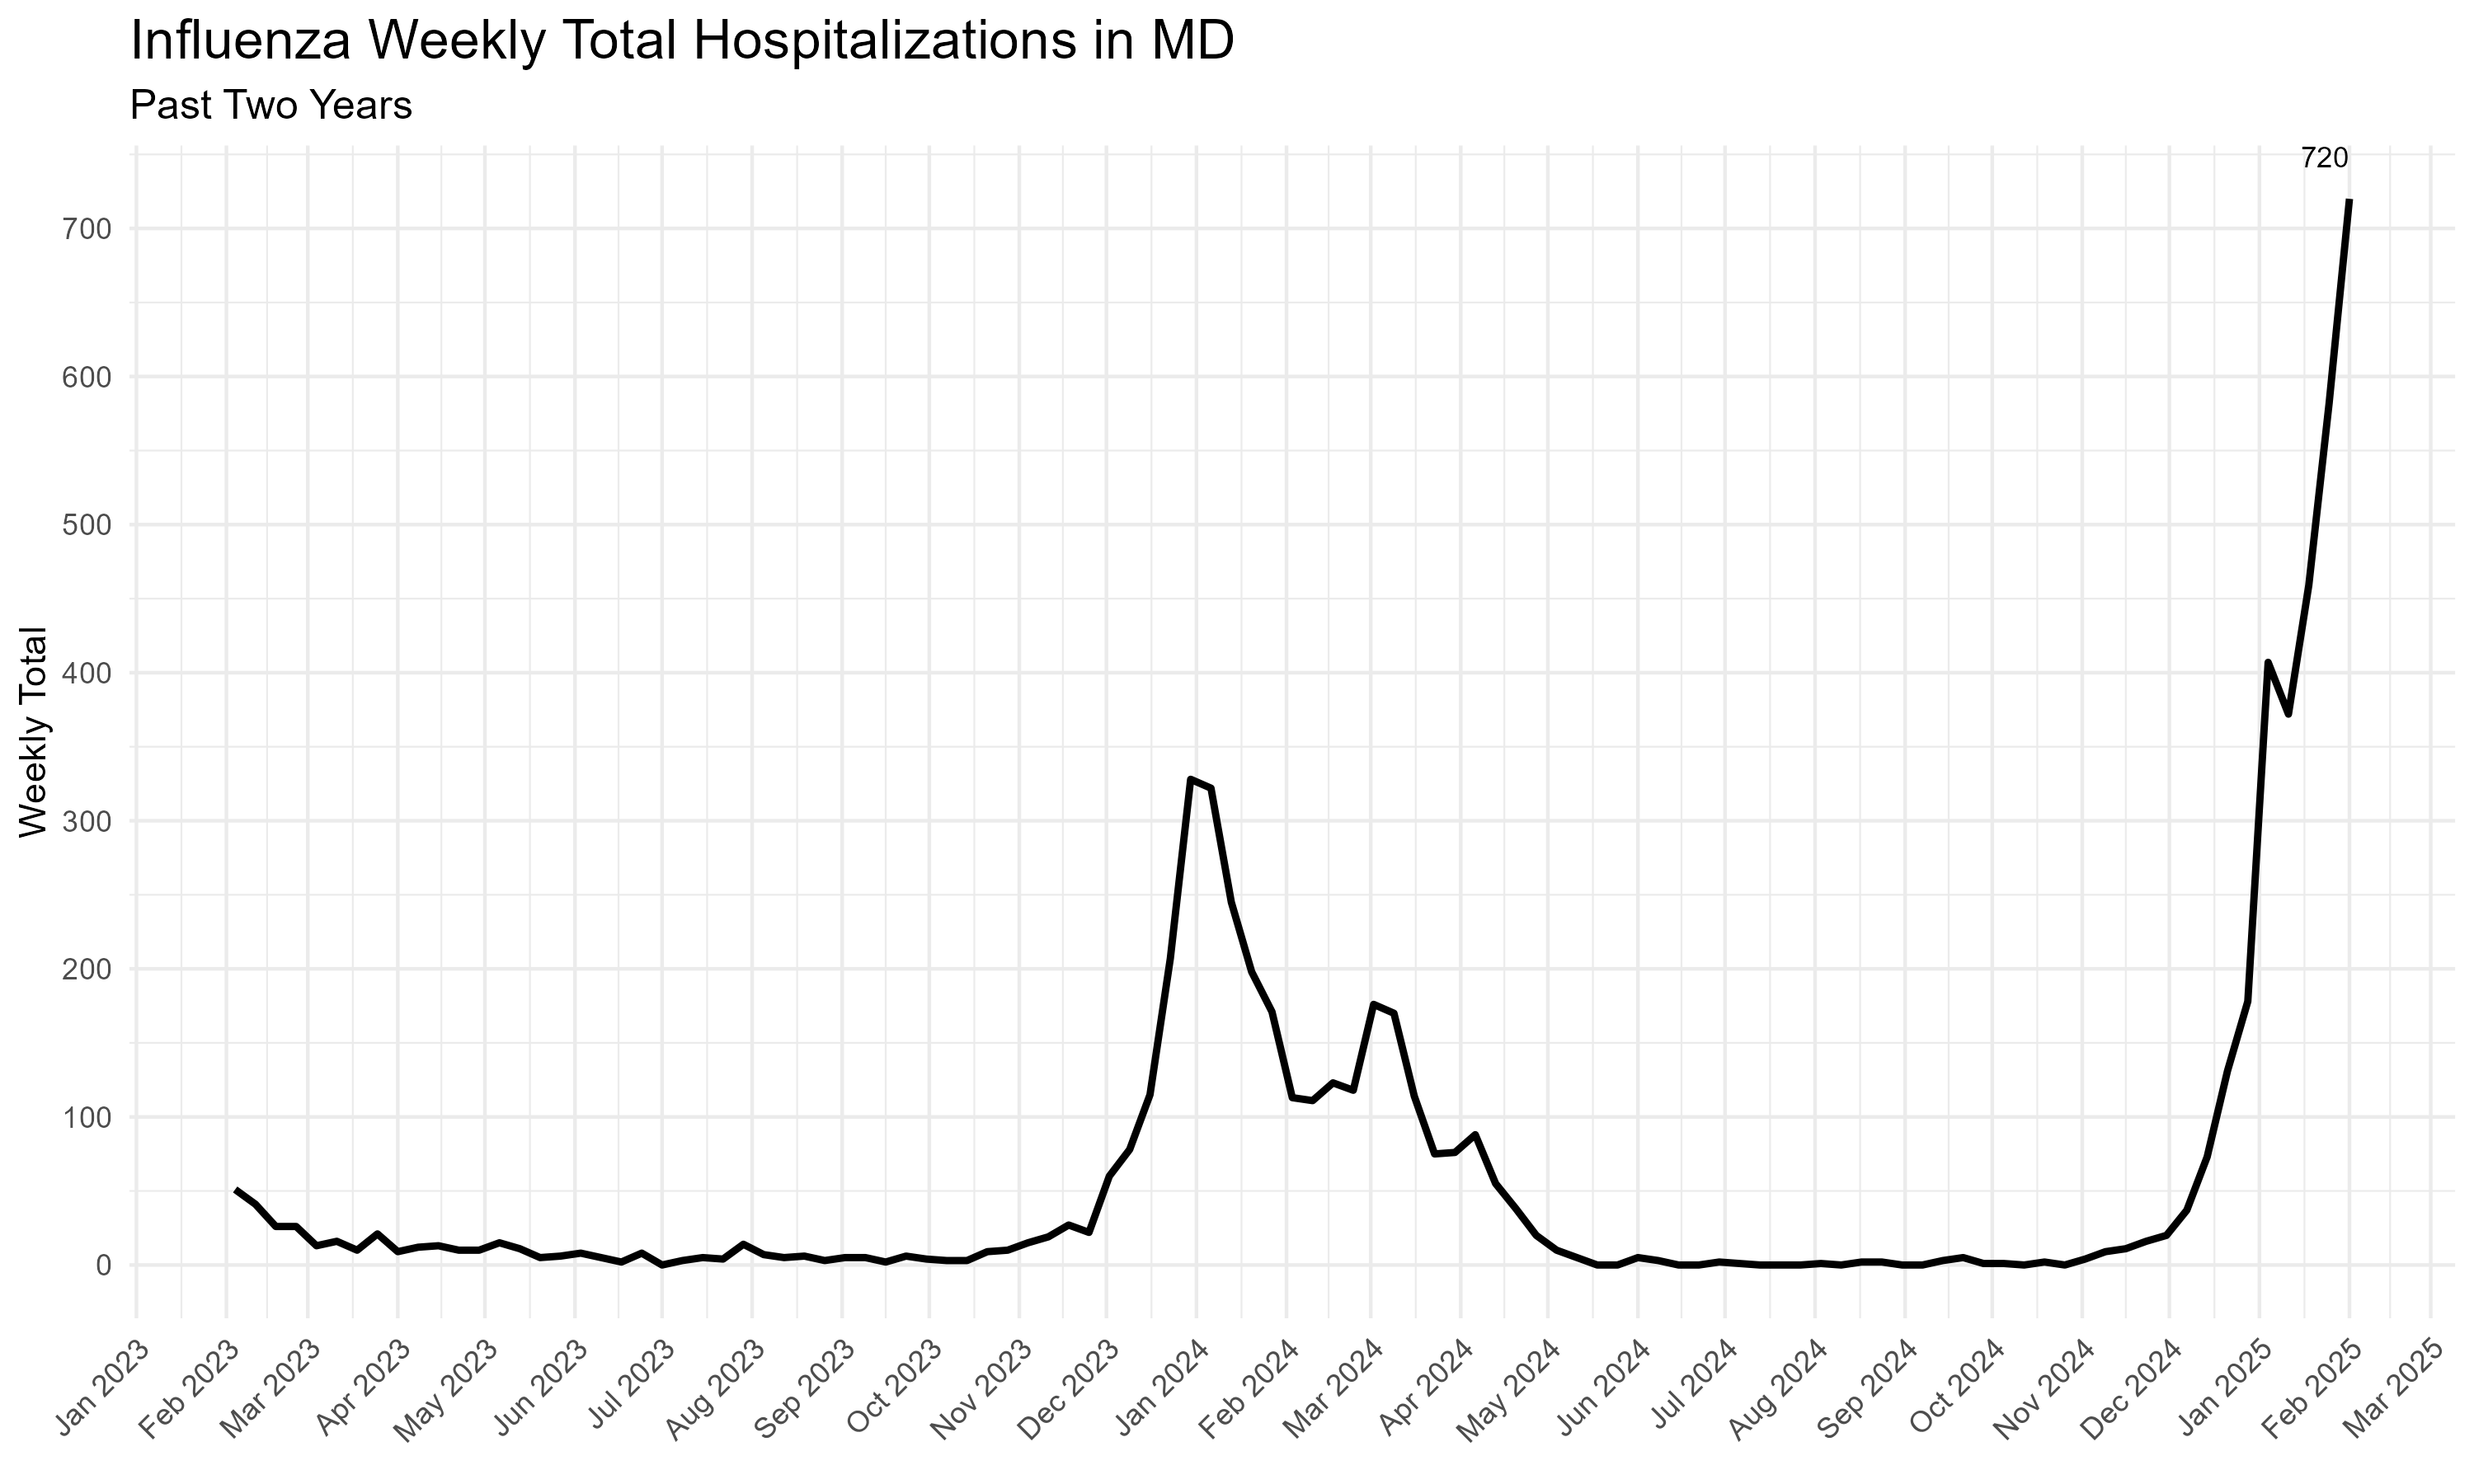 Influenza Weekly Total Hospitalizations in MD
Past Two Years
720
700
600
500
400
300
200
100
0
Weekly Total
Jan 2023
Feb 2023
Mar 2023
Apr 2023
May 2023
Jun 2023
Jul 2023
Aug 2023
Sep 2023
Oct 2023
Nov 2023
Dec 2023
Jan 2024
Feb 2024
Mar 2024
Apr 2024
May 2024
Jun 2024
Jul 2024
Aug 2024
Sep 2024
Oct 2024
Nov 2024
Dec 2024
Jan 2025
Feb 2025
Mar 2025